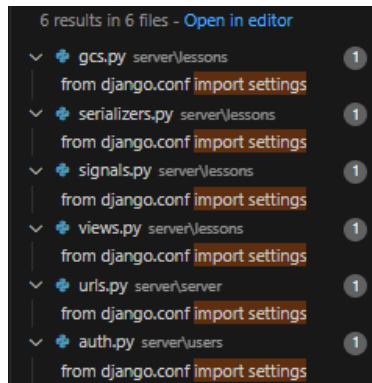 6 results in 6 files - Open in editor
gcs.py server\lessons 1
from django.conf import settings
serializers.py server\lessons 1
from django.conf import settings
signals.py server\lessons 1
from django.conf import settings
views.py server\lessons 1
from django.conf import settings
urls.py server\server 1
from django.conf import settings
auth.py server\users 1
from django.conf import settings